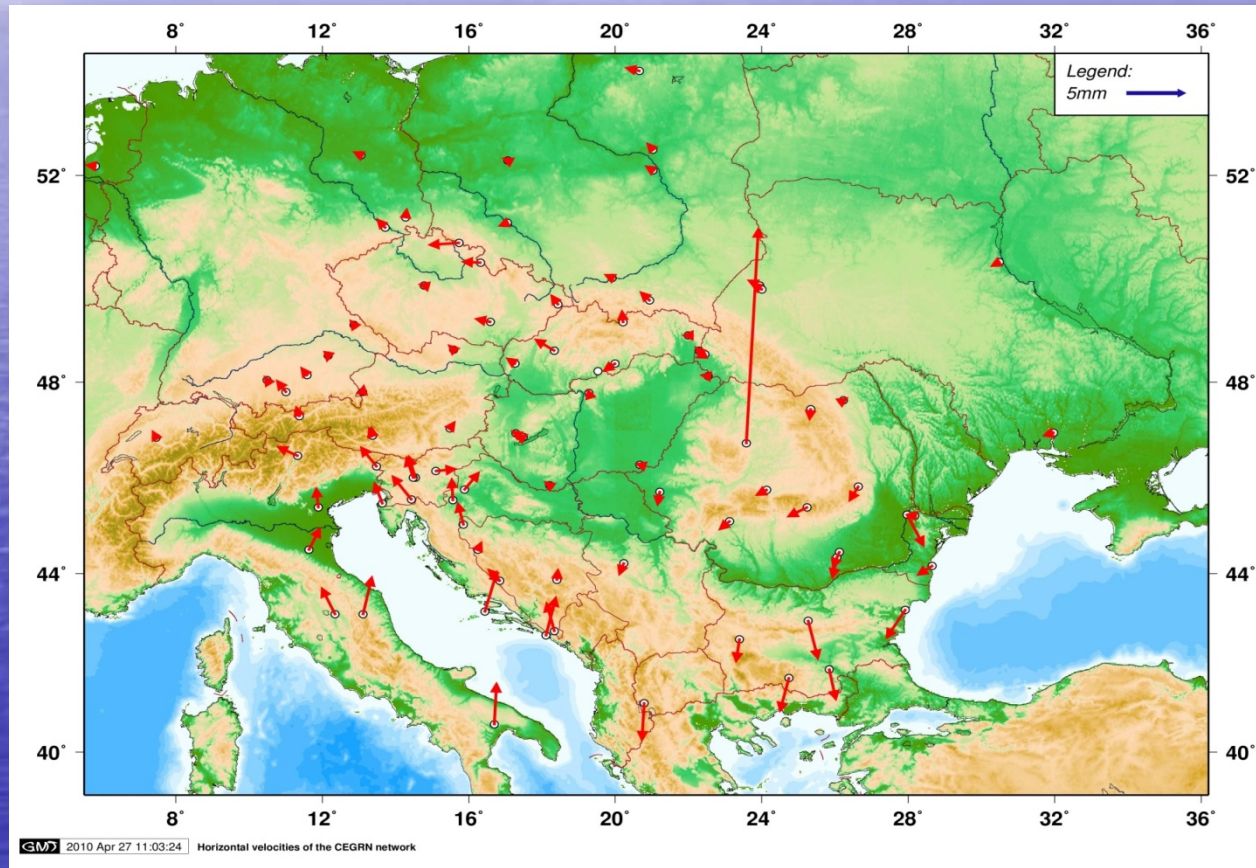 8° 12° 16° 20° 24° 28° 32° 36°
Legend:
5mm
52° 52°
48° 48°
44° 44°
40° 40°
8° 12° 16° 20° 24° 28° 32° 36°
GMT 2010 Apr 27 11:03:24 Horizontal velocities of the CEGRN network